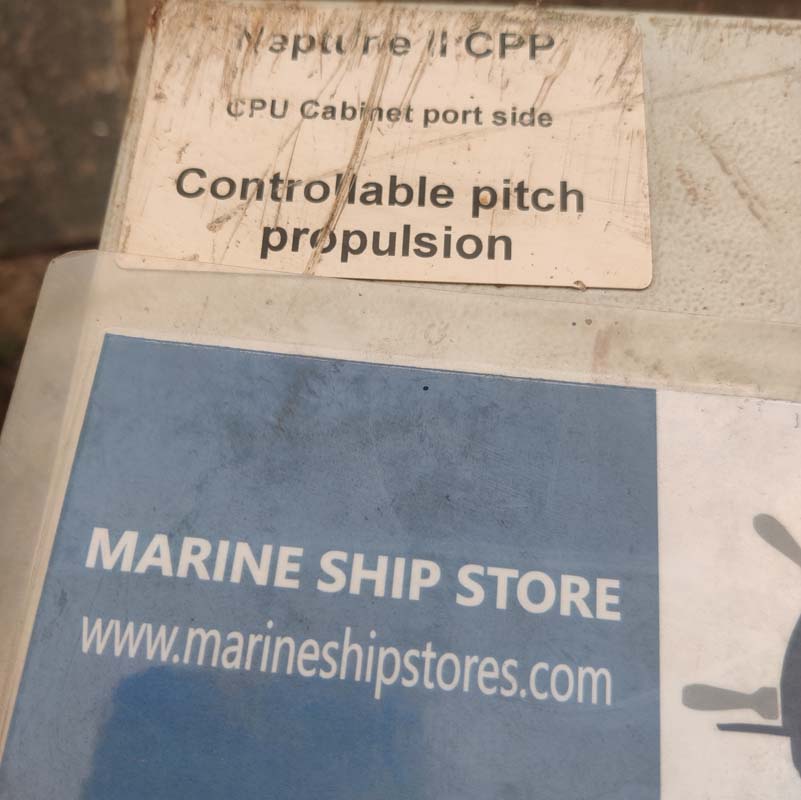 Neptune II CPP
CPU Cabinet port side
Controllable pitch
propulsion
MARINE SHIP STORE
www.marineshipstores.com